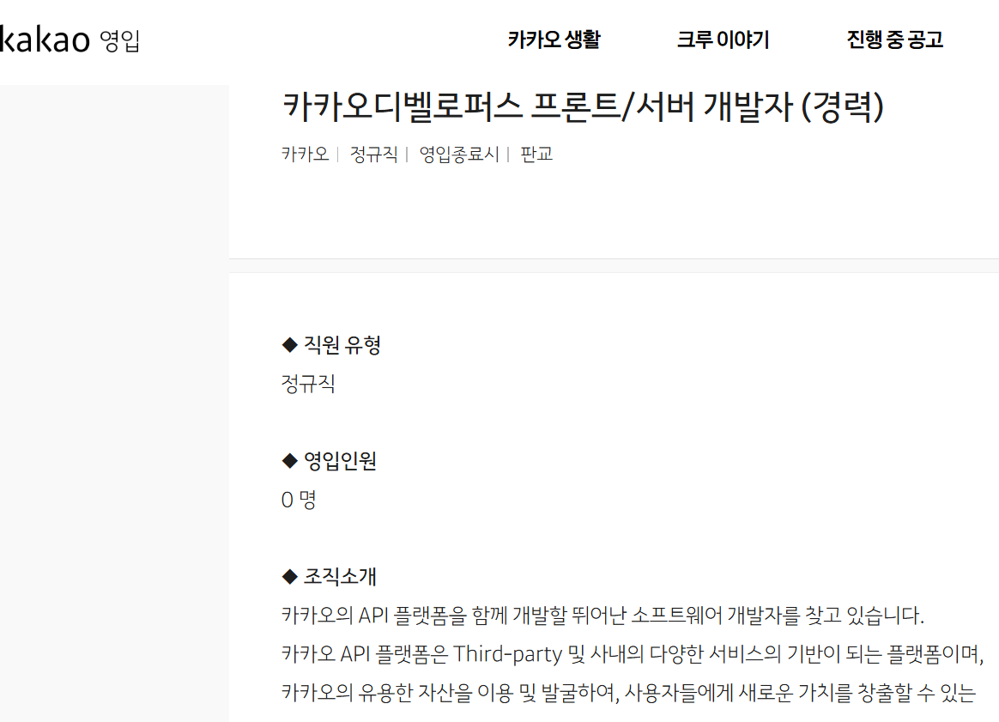 kakao 영입
카카오 생활 크루 이야기 진행 중 공고
카카오디벨로퍼스 프론트/서버 개발자 (경력)
카카오 | 정규직 | 영입종료시 | 판교
◆ 직원 유형
정규직
◆ 영입인원
0 명
◆ 조직소개
카카오의 API 플랫폼을 함께 개발할 뛰어난 소프트웨어 개발자를 찾고 있습니다.
카카오 API 플랫폼은 Third-party 및 사내의 다양한 서비스의 기반이 되는 플랫폼이며,
카카오의 유용한 자산을 이용 및 발굴하여, 사용자들에게 새로운 가치를 창출할 수 있는